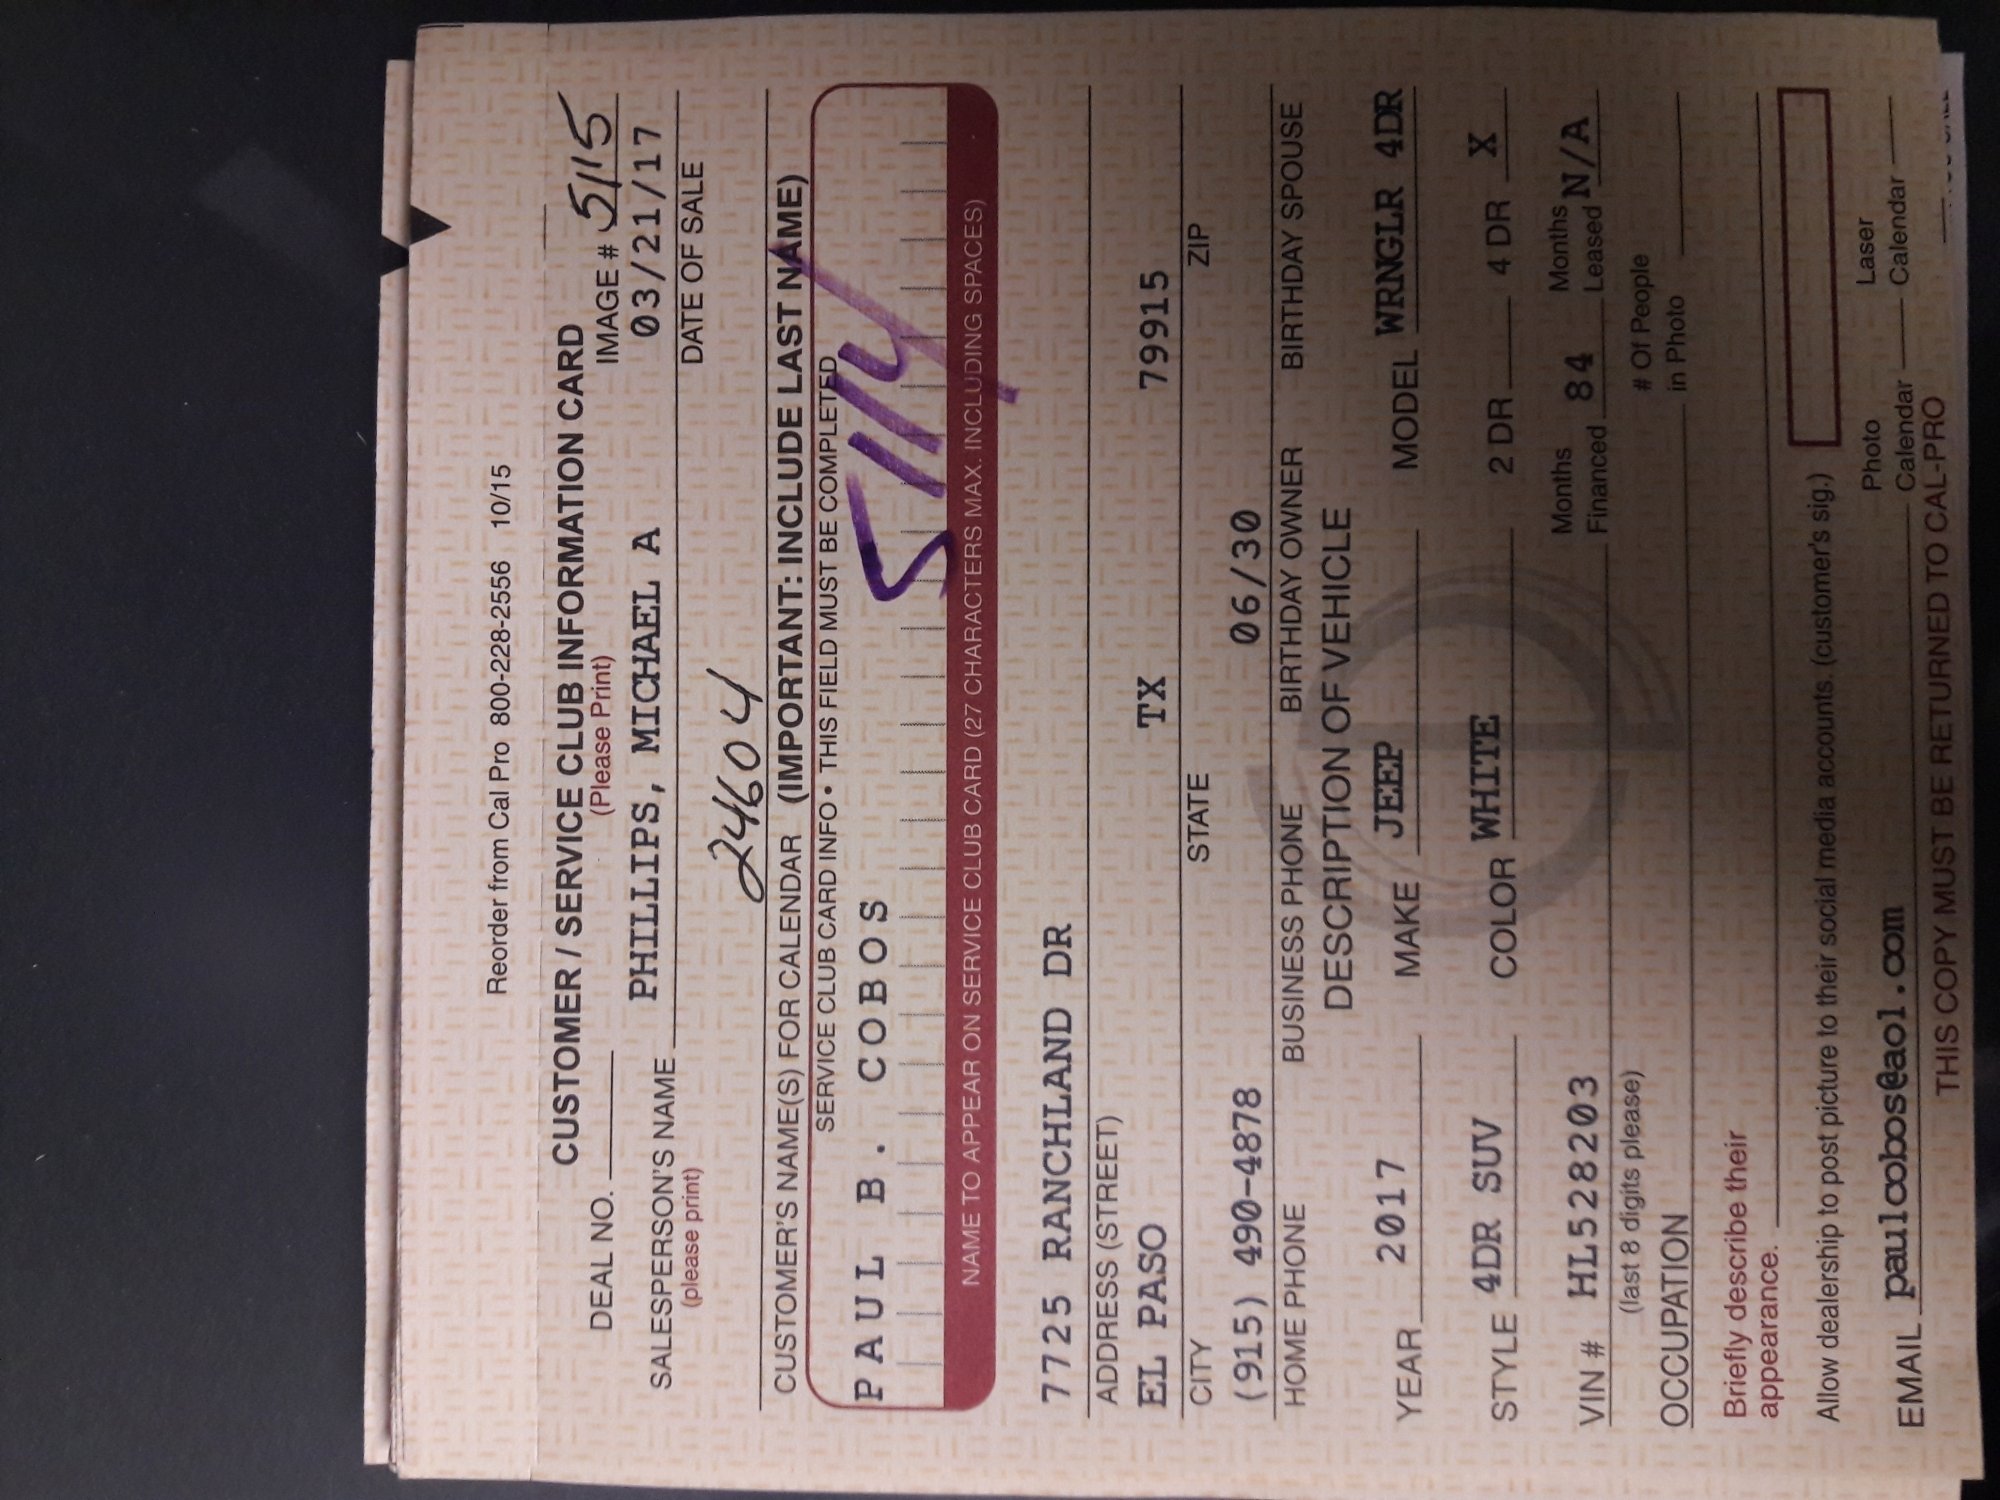 Reorder from Cal Pro 800-228-2556 10/15
CUSTOMER / SERVICE CLUB INFORMATION CARD
(Please Print)
DEAL NO. IMAGE # 5115
SALESPERSON'S NAME PHILLIPS, MICHAEL A 03/21/17
(please print) DATE OF SALE
24604
CUSTOMER'S NAME(S) FOR CALENDAR (IMPORTANT: INCLUDE LAST NAME)
SERVICE CLUB CARD INFO • THIS FIELD MUST BE COMPLETED
PAUL B. COBOS 5114
NAME TO APPEAR ON SERVICE CLUB CARD (27 CHARACTERS MAX. INCLUDING SPACES)
7725 RANCHLAND DR
ADDRESS (STREET)
EL PASO TX 79915
CITY STATE ZIP
(915) 490-4878 06/30
HOME PHONE BUSINESS PHONE BIRTHDAY OWNER BIRTHDAY SPOUSE
DESCRIPTION OF VEHICLE
YEAR 2017 MAKE JEEP MODEL WRNGLR 4DR
STYLE 4DR SUV COLOR WHITE 2 DR 4 DR X
VIN # HL528203 Months Financed 84 Months Leased N/A
(last 8 digits please)
OCCUPATION # Of People in Photo
Briefly describe their
appearance.
Allow dealership to post picture to their social media accounts. (customer's sig.)
EMAIL paulcobos@aol.com Photo Calendar Laser Calendar
THIS COPY MUST BE RETURNED TO CAL-PRO